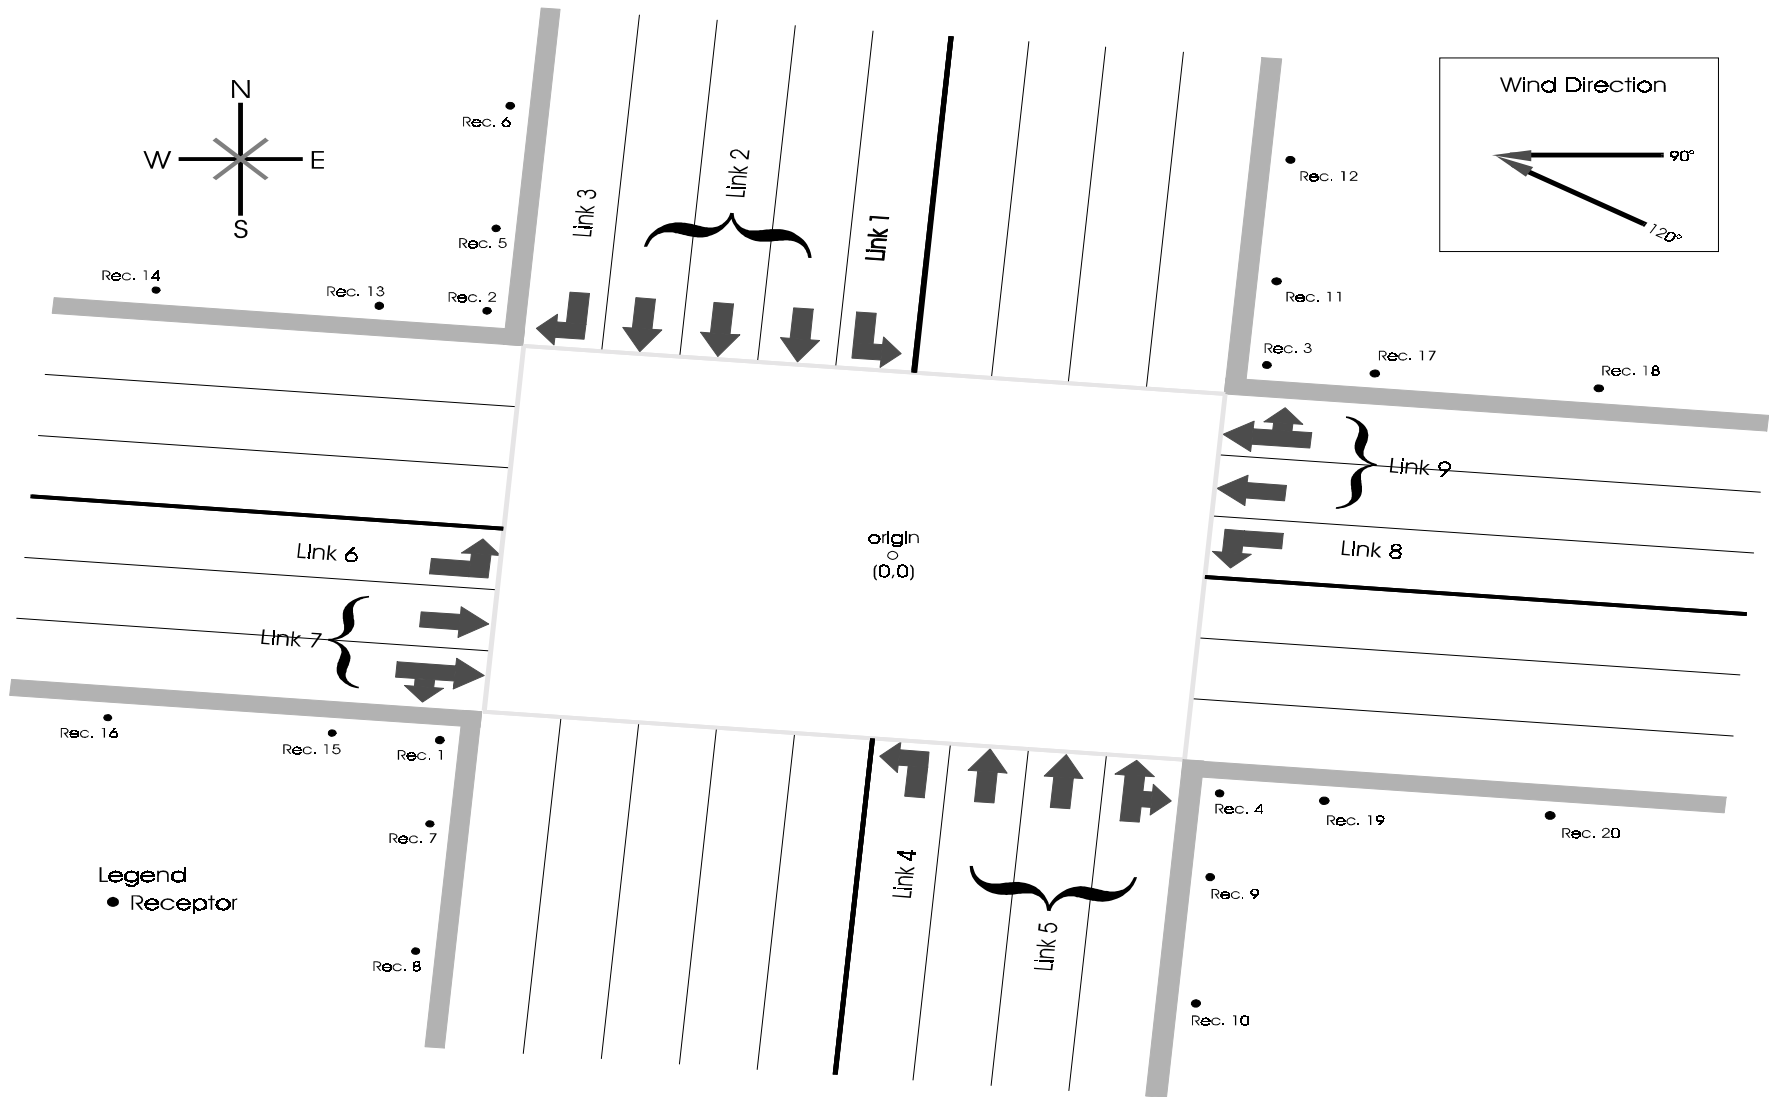 N
W E
S
Wind Direction
90°
120°
Rec. 6
Rec. 5
Rec. 14
Rec. 13
Rec. 2
Link 3
Link 2
Link 1
Rec. 12
Rec. 11
Rec. 3
Rec. 17
Rec. 18
Link 9
Link 8
Link 6
Link 7
origin
(0,0)
Rec. 16
Rec. 15
Rec. 1
Rec. 7
Rec. 8
Link 4
Link 5
Rec. 4
Rec. 19
Rec. 20
Rec. 9
Rec. 10
Legend
Receptor